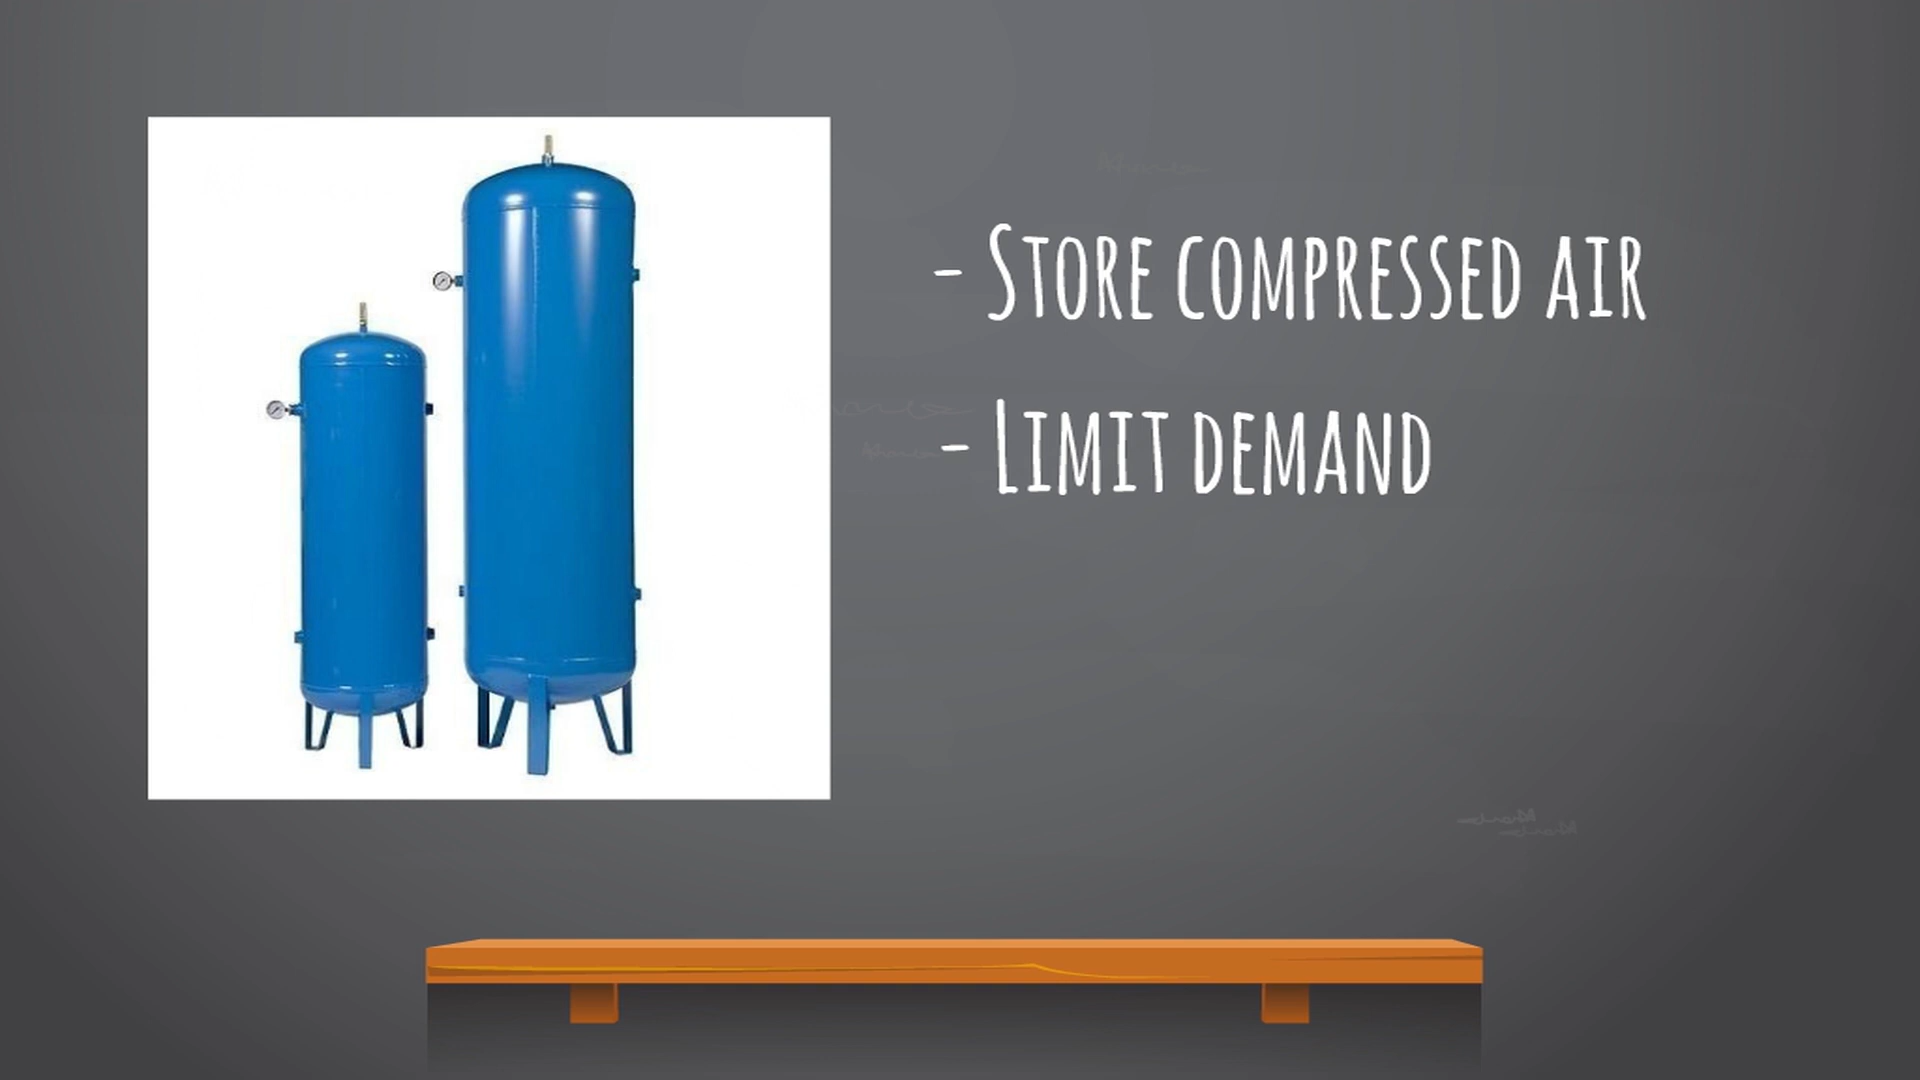 - Store compressed air
- Limit demand